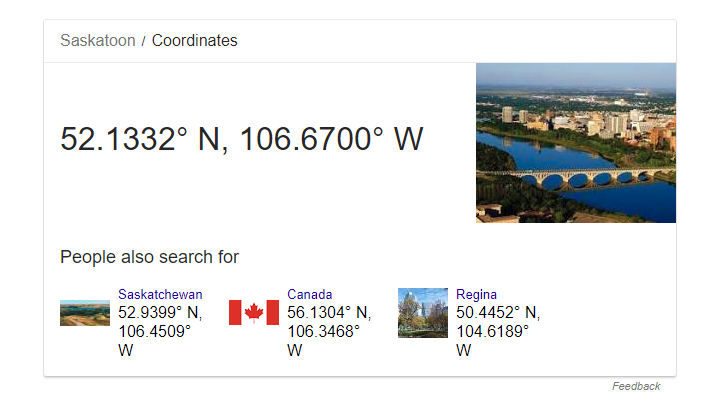 Saskatoon / Coordinates
52.1332° N, 106.6700° W
People also search for
Saskatchewan
52.9399° N,
106.4509°
W
Canada
56.1304° N,
106.3468°
W
Regina
50.4452° N,
104.6189°
W
Feedback